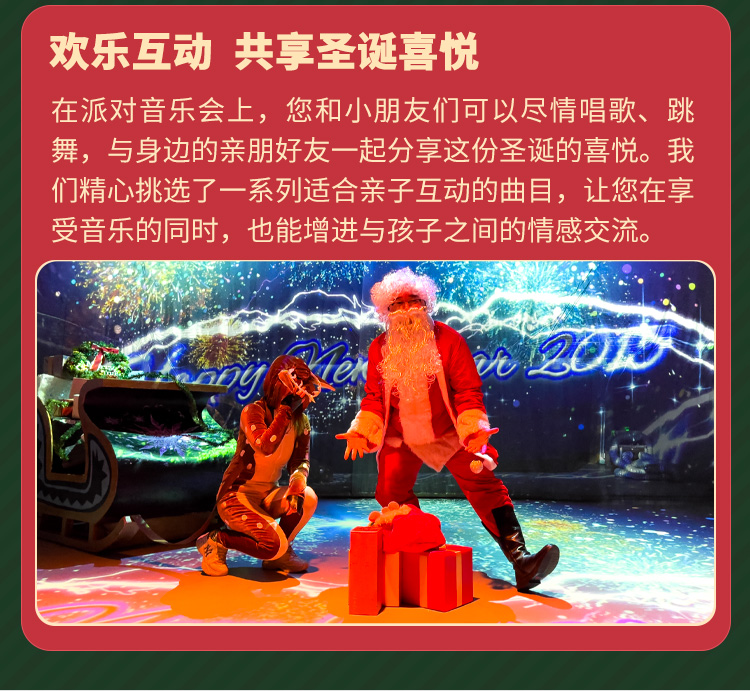 欢乐互动 共享圣诞喜悦
在派对音乐会上，您和小朋友们可以尽情唱歌、跳
舞，与身边的亲朋好友一起分享这份圣诞的喜悦。我
们精心挑选了一系列适合亲子互动的曲目，让您在享
受音乐的同时，也能增进与孩子之间的情感交流。
Happy New Year 2019